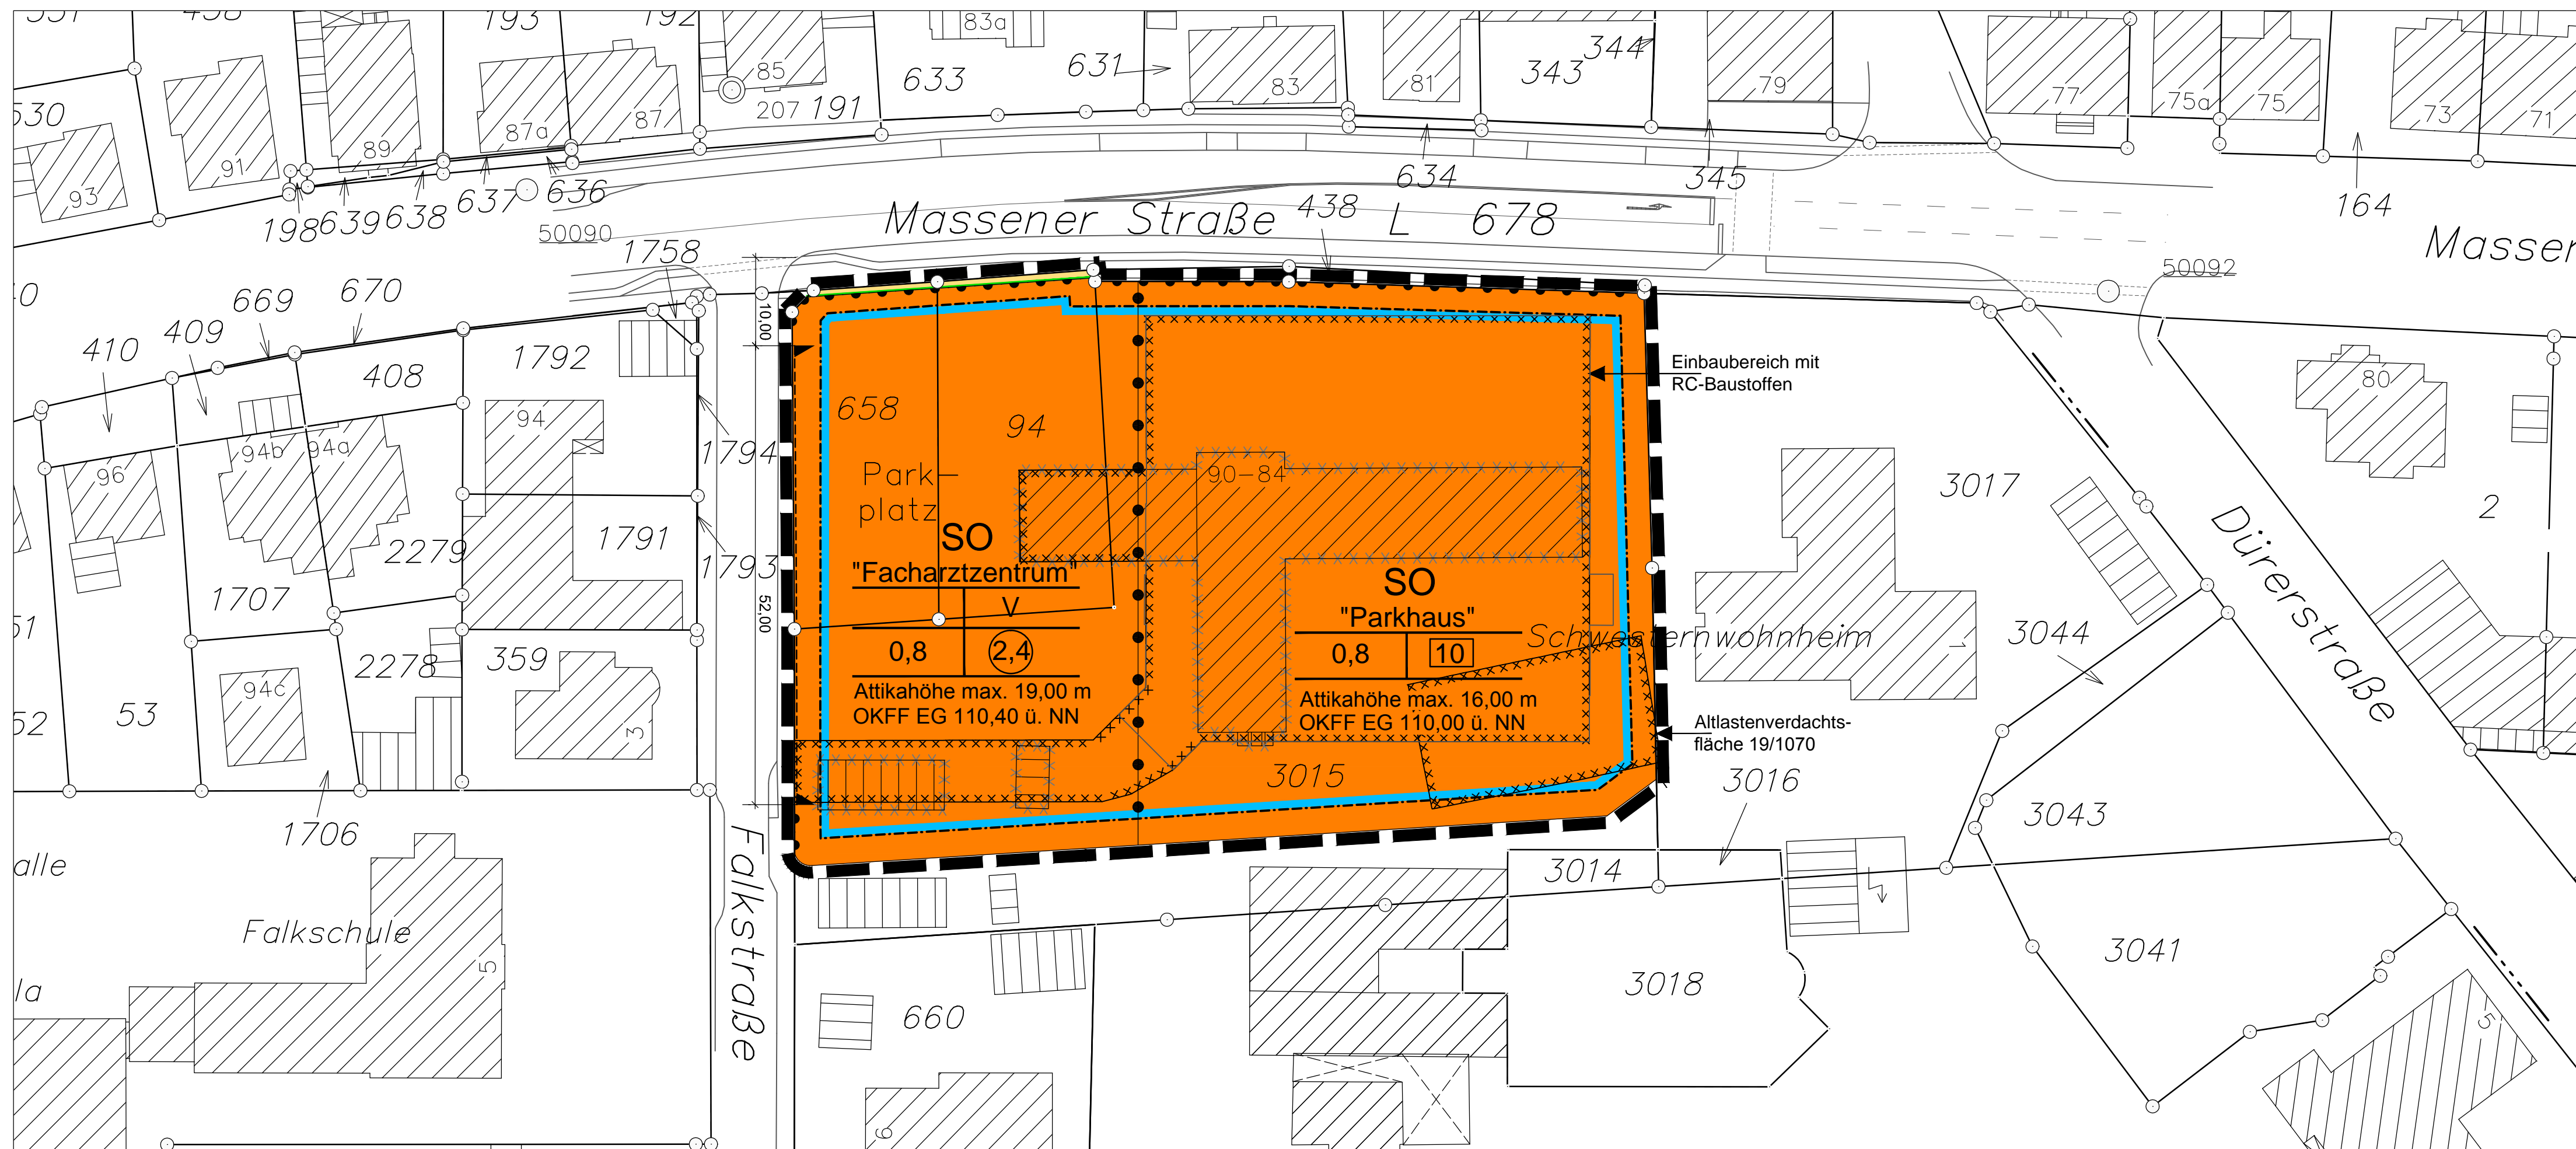 193
192
83a
85
207 191
633
631
83
81
343
344
79
77
75a
75
73
71
530
93
91
89
87a
87
198
639
638
637
636
634
345
164
50090
1758
Massener Straße L 678
438
50092
669
670
409
410
408
1792
10,00
Einbaubereich mit
RC-Baustoffen
80
658
94
94
94b
94a
96
1794
Park-
platz
90-84
3017
2
SO
"Facharztzentrum"
V
0,8
2,4
Attikahöhe max. 19,00 m
OKFF EG 110,40 ü. NN
SO
"Parkhaus"
0,8
10
Attikahöhe max. 16,00 m
OKFF EG 110,00 ü. NN
Schwesternwohnheim
1
1791
1793
2279
1707
52,00
3044
Dürerstraße
2278
359
94c
53
3
Altlastenverdachts-
fläche 19/1070
3015
3016
1706
3043
Falkstraße
3014
Falkschule
5
3041
3018
660
5